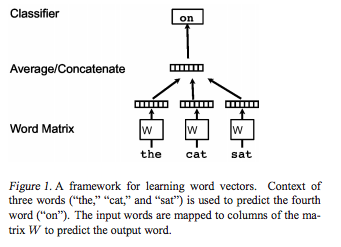 Classifier
on
Average/Concatenate
Word Matrix
W W W
the cat sat
Figure 1. A framework for learning word vectors. Context of
three words (“the,” “cat,” and “sat”) is used to predict the fourth
word (“on”). The input words are mapped to columns of the ma-
trix W to predict the output word.